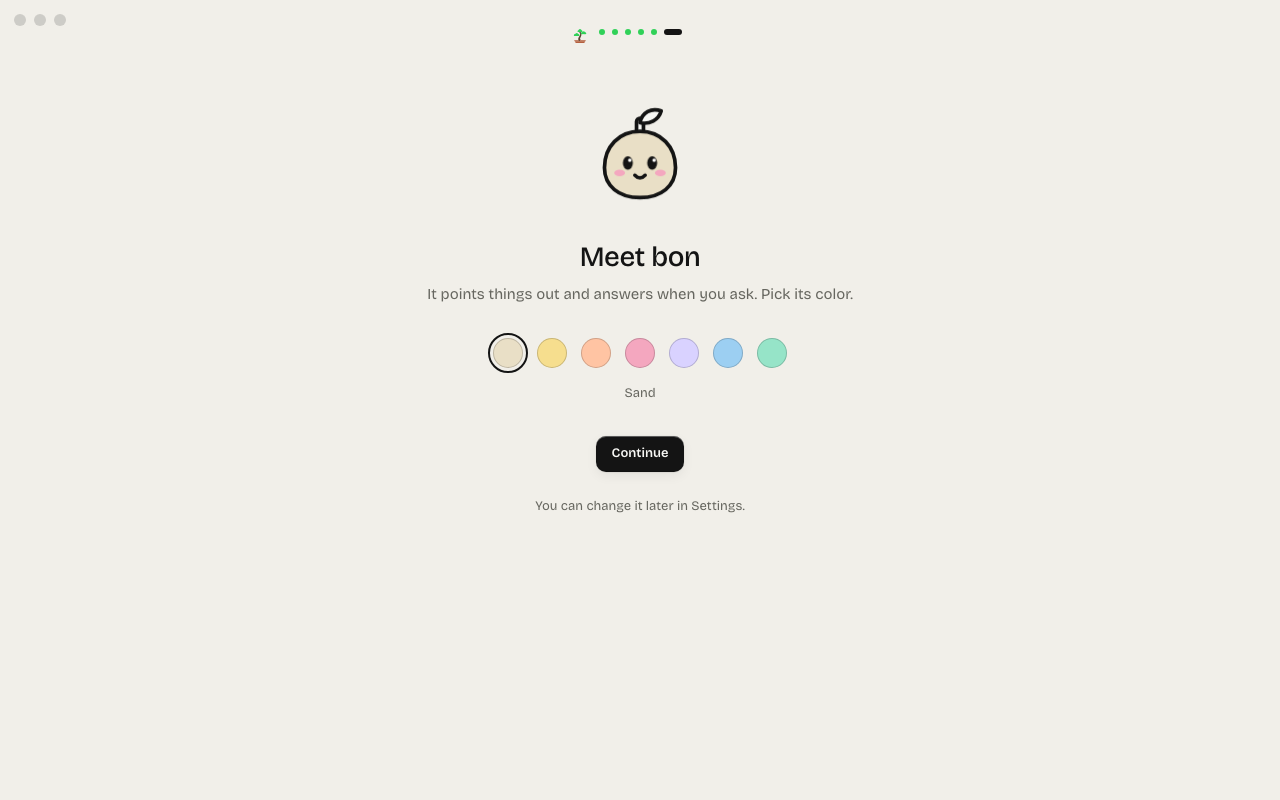 Meet bon
It points things out and answers when you ask. Pick its color.
Sand
Continue
You can change it later in Settings.